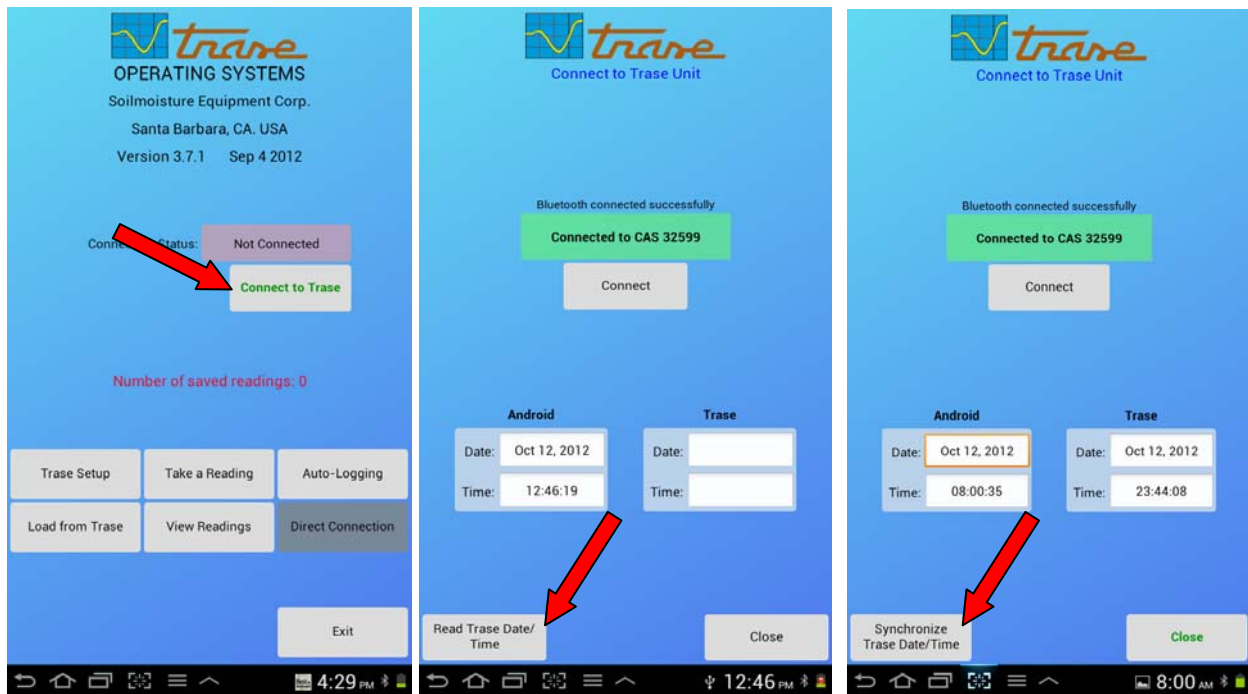 trase
OPERATING SYSTEMS
Soilmoisture Equipment Corp.
Santa Barbara, CA. USA
Version 3.7.1 Sep 4 2012
Status: Not Connected
Connect to Trase
Number of saved readings: 0
Trase Setup Take a Reading Auto-Logging
Load from Trase View Readings Direct Connection
Exit
4:29 PM
trase
Connect to Trase Unit
Bluetooth connected successfully
Connected to CAS 32599
Connect
Android Trase
Date: Oct 12, 2012 Date:
Time: 12:46:19 Time:
Read Trase Date/
Time
Close
12:46 PM
trase
Connect to Trase Unit
Bluetooth connected successfully
Connected to CAS 32599
Connect
Android Trase
Date: Oct 12, 2012 Date: Oct 12, 2012
Time: 08:00:35 Time: 23:44:08
Synchronize
Trase Date/Time
Close
8:00 AM